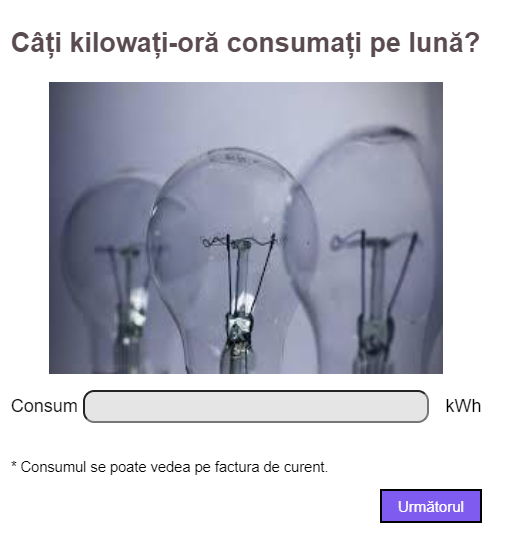 Câți kilowați-oră consumați pe lună?
Consum kWh
* Consumul se poate vedea pe factura de curent.
Următorul